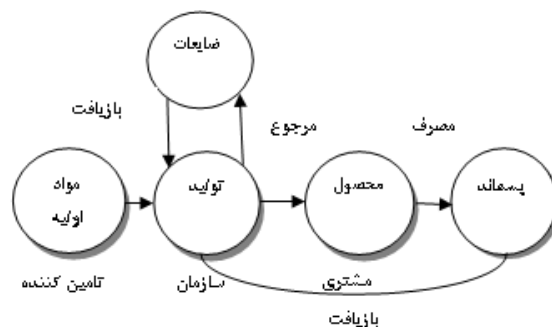 ضایعات
بازیافت
مرجوع
مصرف
مواد
اولیه
تولید
محصول
پسماند
تامین کننده
سازمان
مشتری
بازیافت